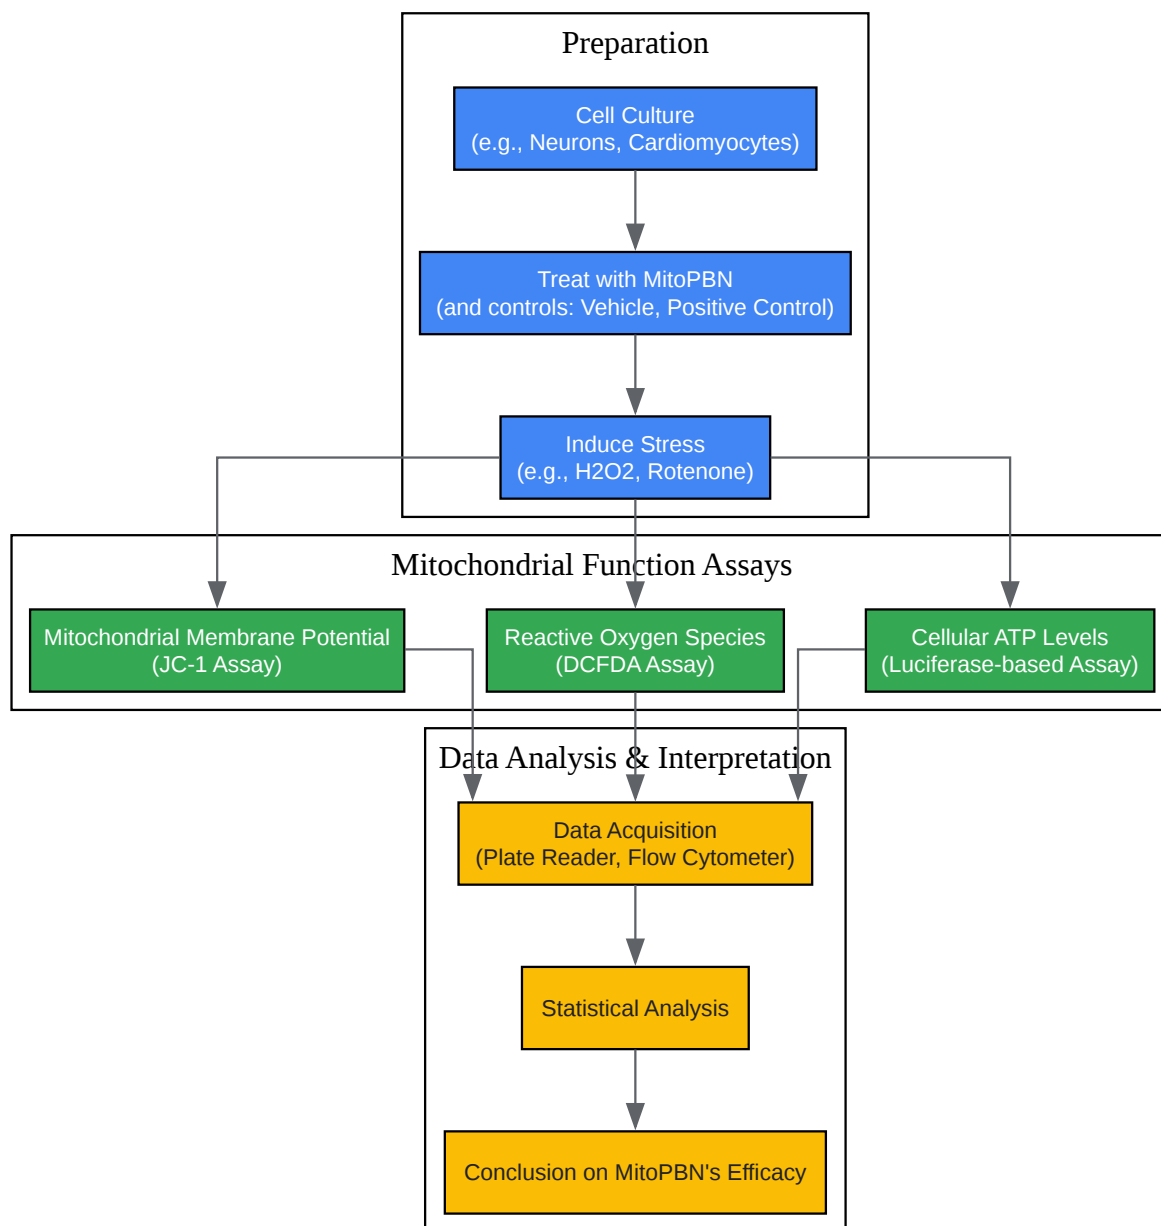 Preparation
Cell Culture
(e.g., Neurons, Cardiomyocytes)
Treat with MitoPBN
(and controls: Vehicle, Positive Control)
Induce Stress
(e.g., H2O2, Rotenone)
Mitochondrial Function Assays
Mitochondrial Membrane Potential
(JC-1 Assay)
Reactive Oxygen Species
(DCFDA Assay)
Cellular ATP Levels
(Luciferase-based Assay)
Data Analysis & Interpretation
Data Acquisition
(Plate Reader, Flow Cytometer)
Statistical Analysis
Conclusion on MitoPBN's Efficacy